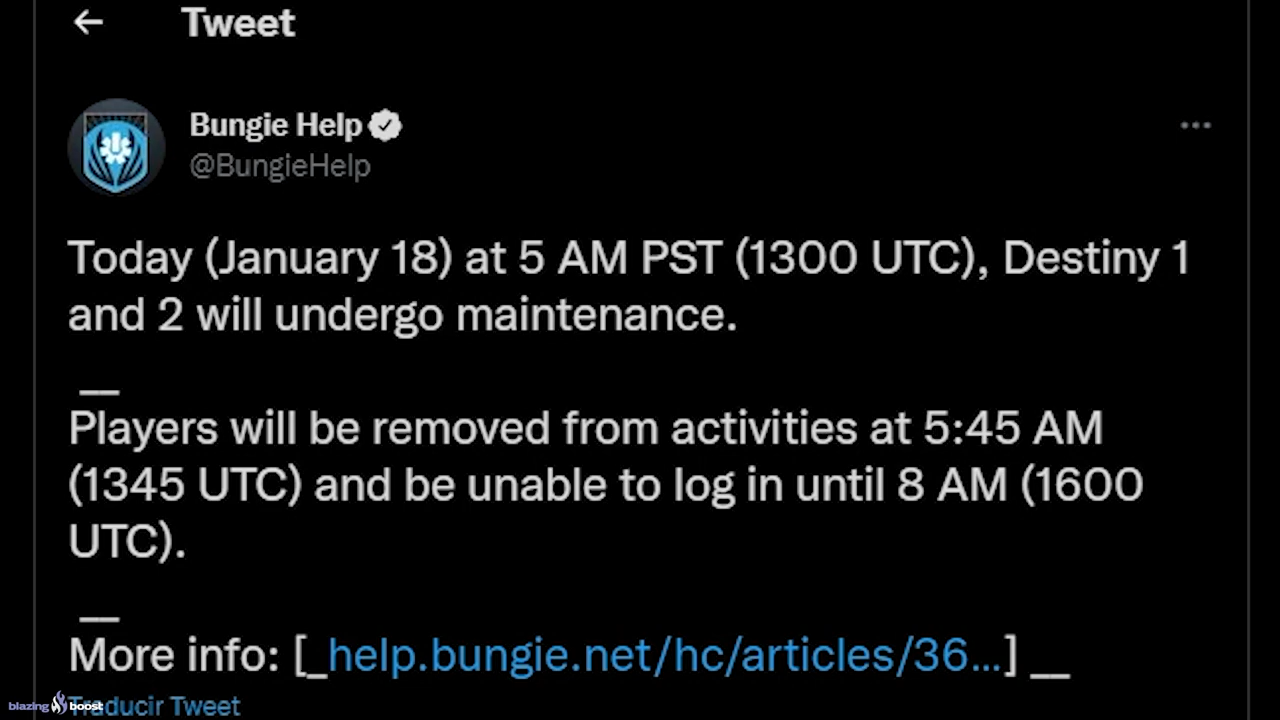 Tweet
Bungie Help
@BungieHelp
Today (January 18) at 5 AM PST (1300 UTC), Destiny 1
and 2 will undergo maintenance.
__
Players will be removed from activities at 5:45 AM
(1345 UTC) and be unable to log in until 8 AM (1600
UTC).
__
More info: [_help.bungie.net/hc/articles/36...] __
Traducir Tweet
blazing boost